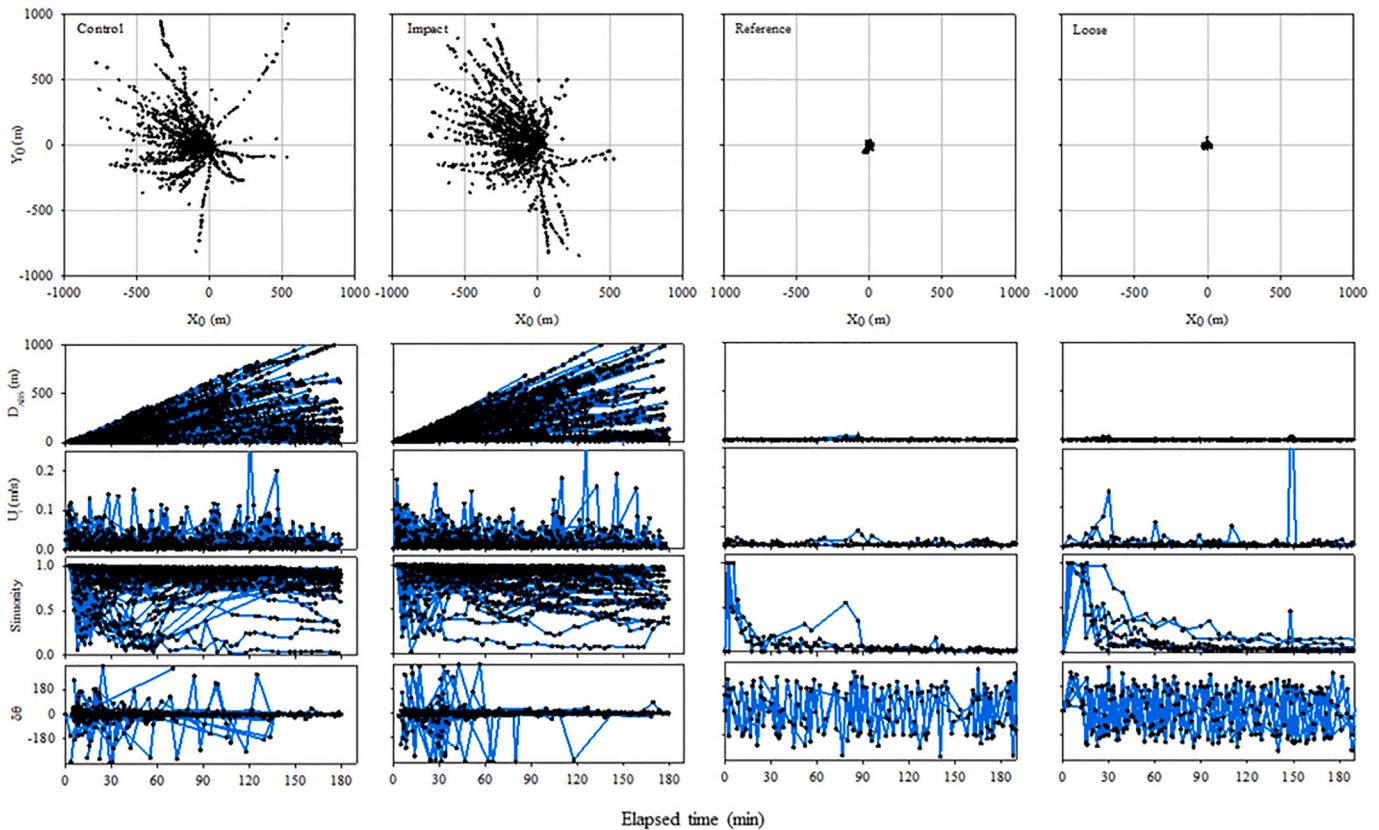 Control Impact Reference Loose
1000
500
0
-500
-1000
Y0 (m)
-1000 -500 0 500 1000 -1000 -500 0 500 1000 -1000 -500 0 500 1000 -1000 -500 0 500 1000
X0 (m) X0 (m) X0 (m) X0 (m)
1000
500
0
DABS (m)
0.2
0.1
0.0
(m/s)
1.0
0.5
0.0
Sinuosity
180
0
-180
δθ
0 30 60 90 120 150 180 0 30 60 90 120 150 180 0 30 60 90 120 150 180 0 30 60 90 120 150 180
Elapsed time (min)